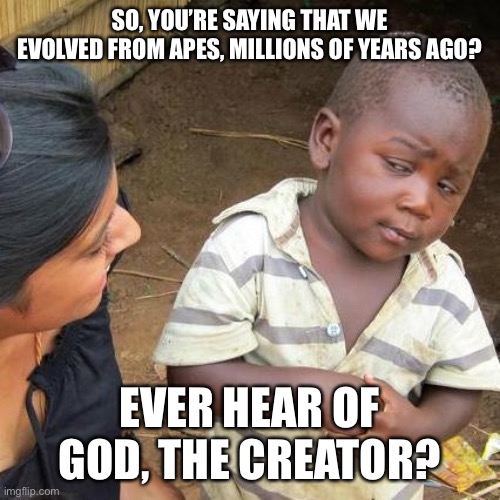 SO, YOU'RE SAYING THAT WE
EVOLVED FROM APES, MILLIONS OF YEARS AGO?
EVER HEAR OF
GOD, THE CREATOR?
imgflip.com